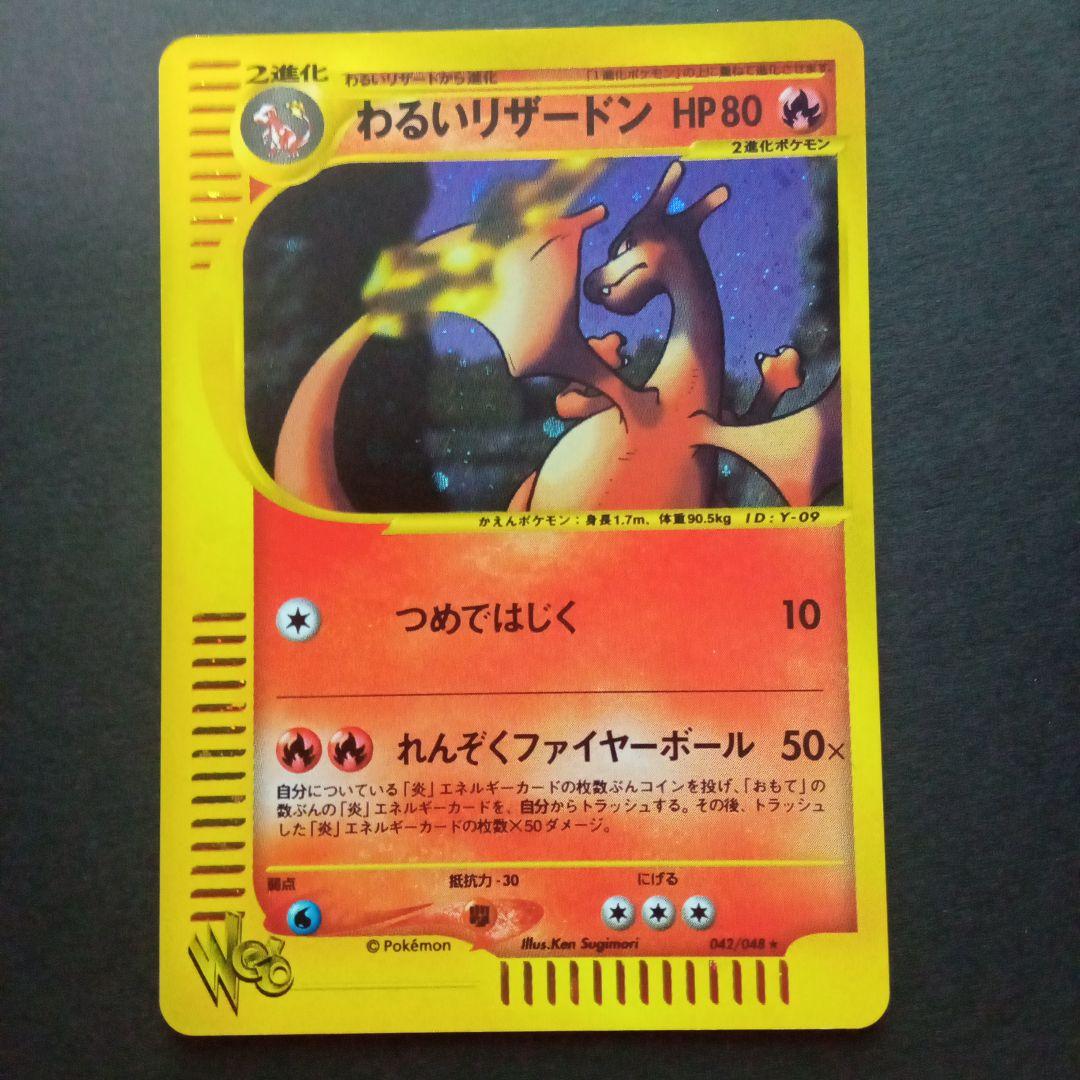 2進化 わるいリザードから進化 「1進化ポケモン」の上に重ねて進化させます。
わるいリザードン HP80
2進化ポケモン
かえんポケモン：身長1.7m、体重90.5kg ID：Y-09
つめではじく 10
れんぞくファイヤーボール 50×
自分についている「炎」エネルギーカードの枚数ぶんコインを投げ、「おもて」の
数ぶんの「炎」エネルギーカードを、自分からトラッシュする。その後、トラッシュ
した「炎」エネルギーカードの枚数×50ダメージ。
弱点 抵抗力-30 にげる
Web
©Pokémon Illus.Ken Sugimori 042/048★